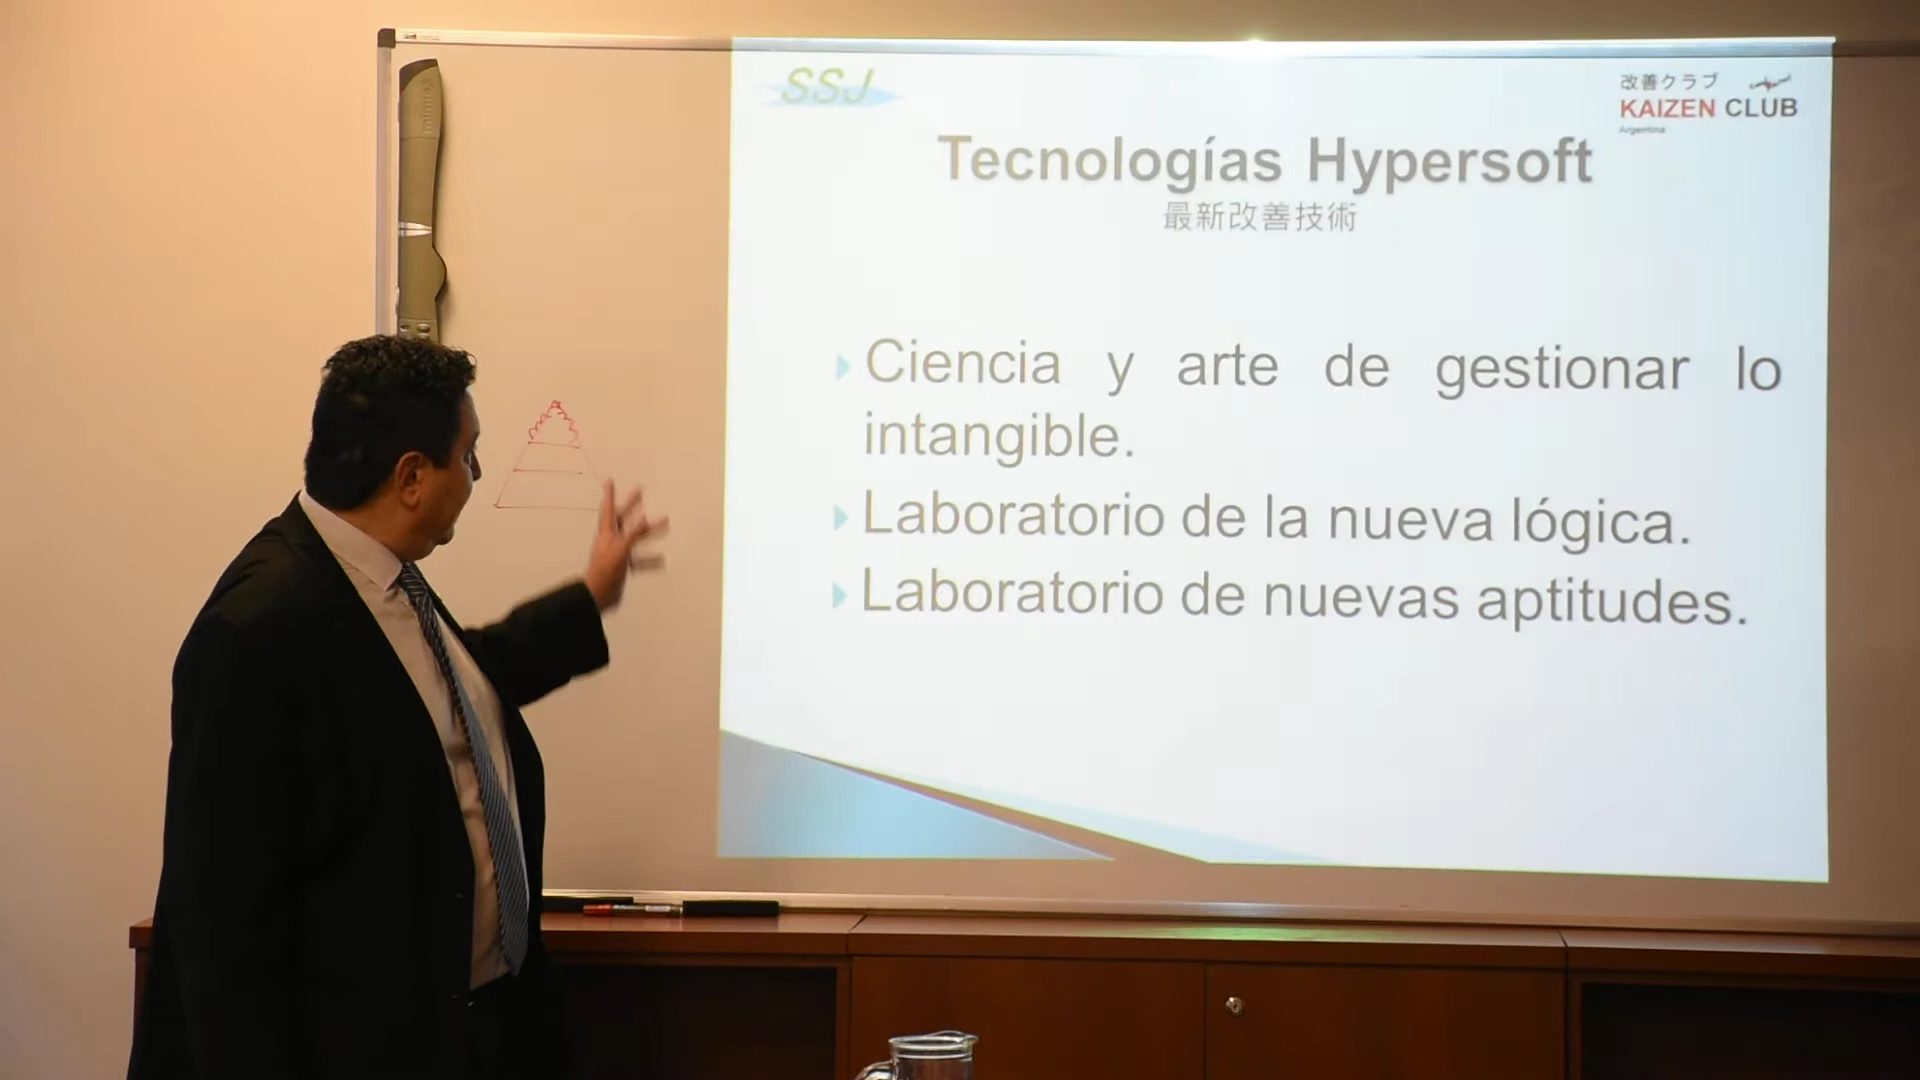 SSJ
改善クラブ
KAIZEN CLUB
Argentina
Tecnologías Hypersoft
最新改善技術
Ciencia y arte de gestionar lo
intangible.
Laboratorio de la nueva lógica.
Laboratorio de nuevas aptitudes.